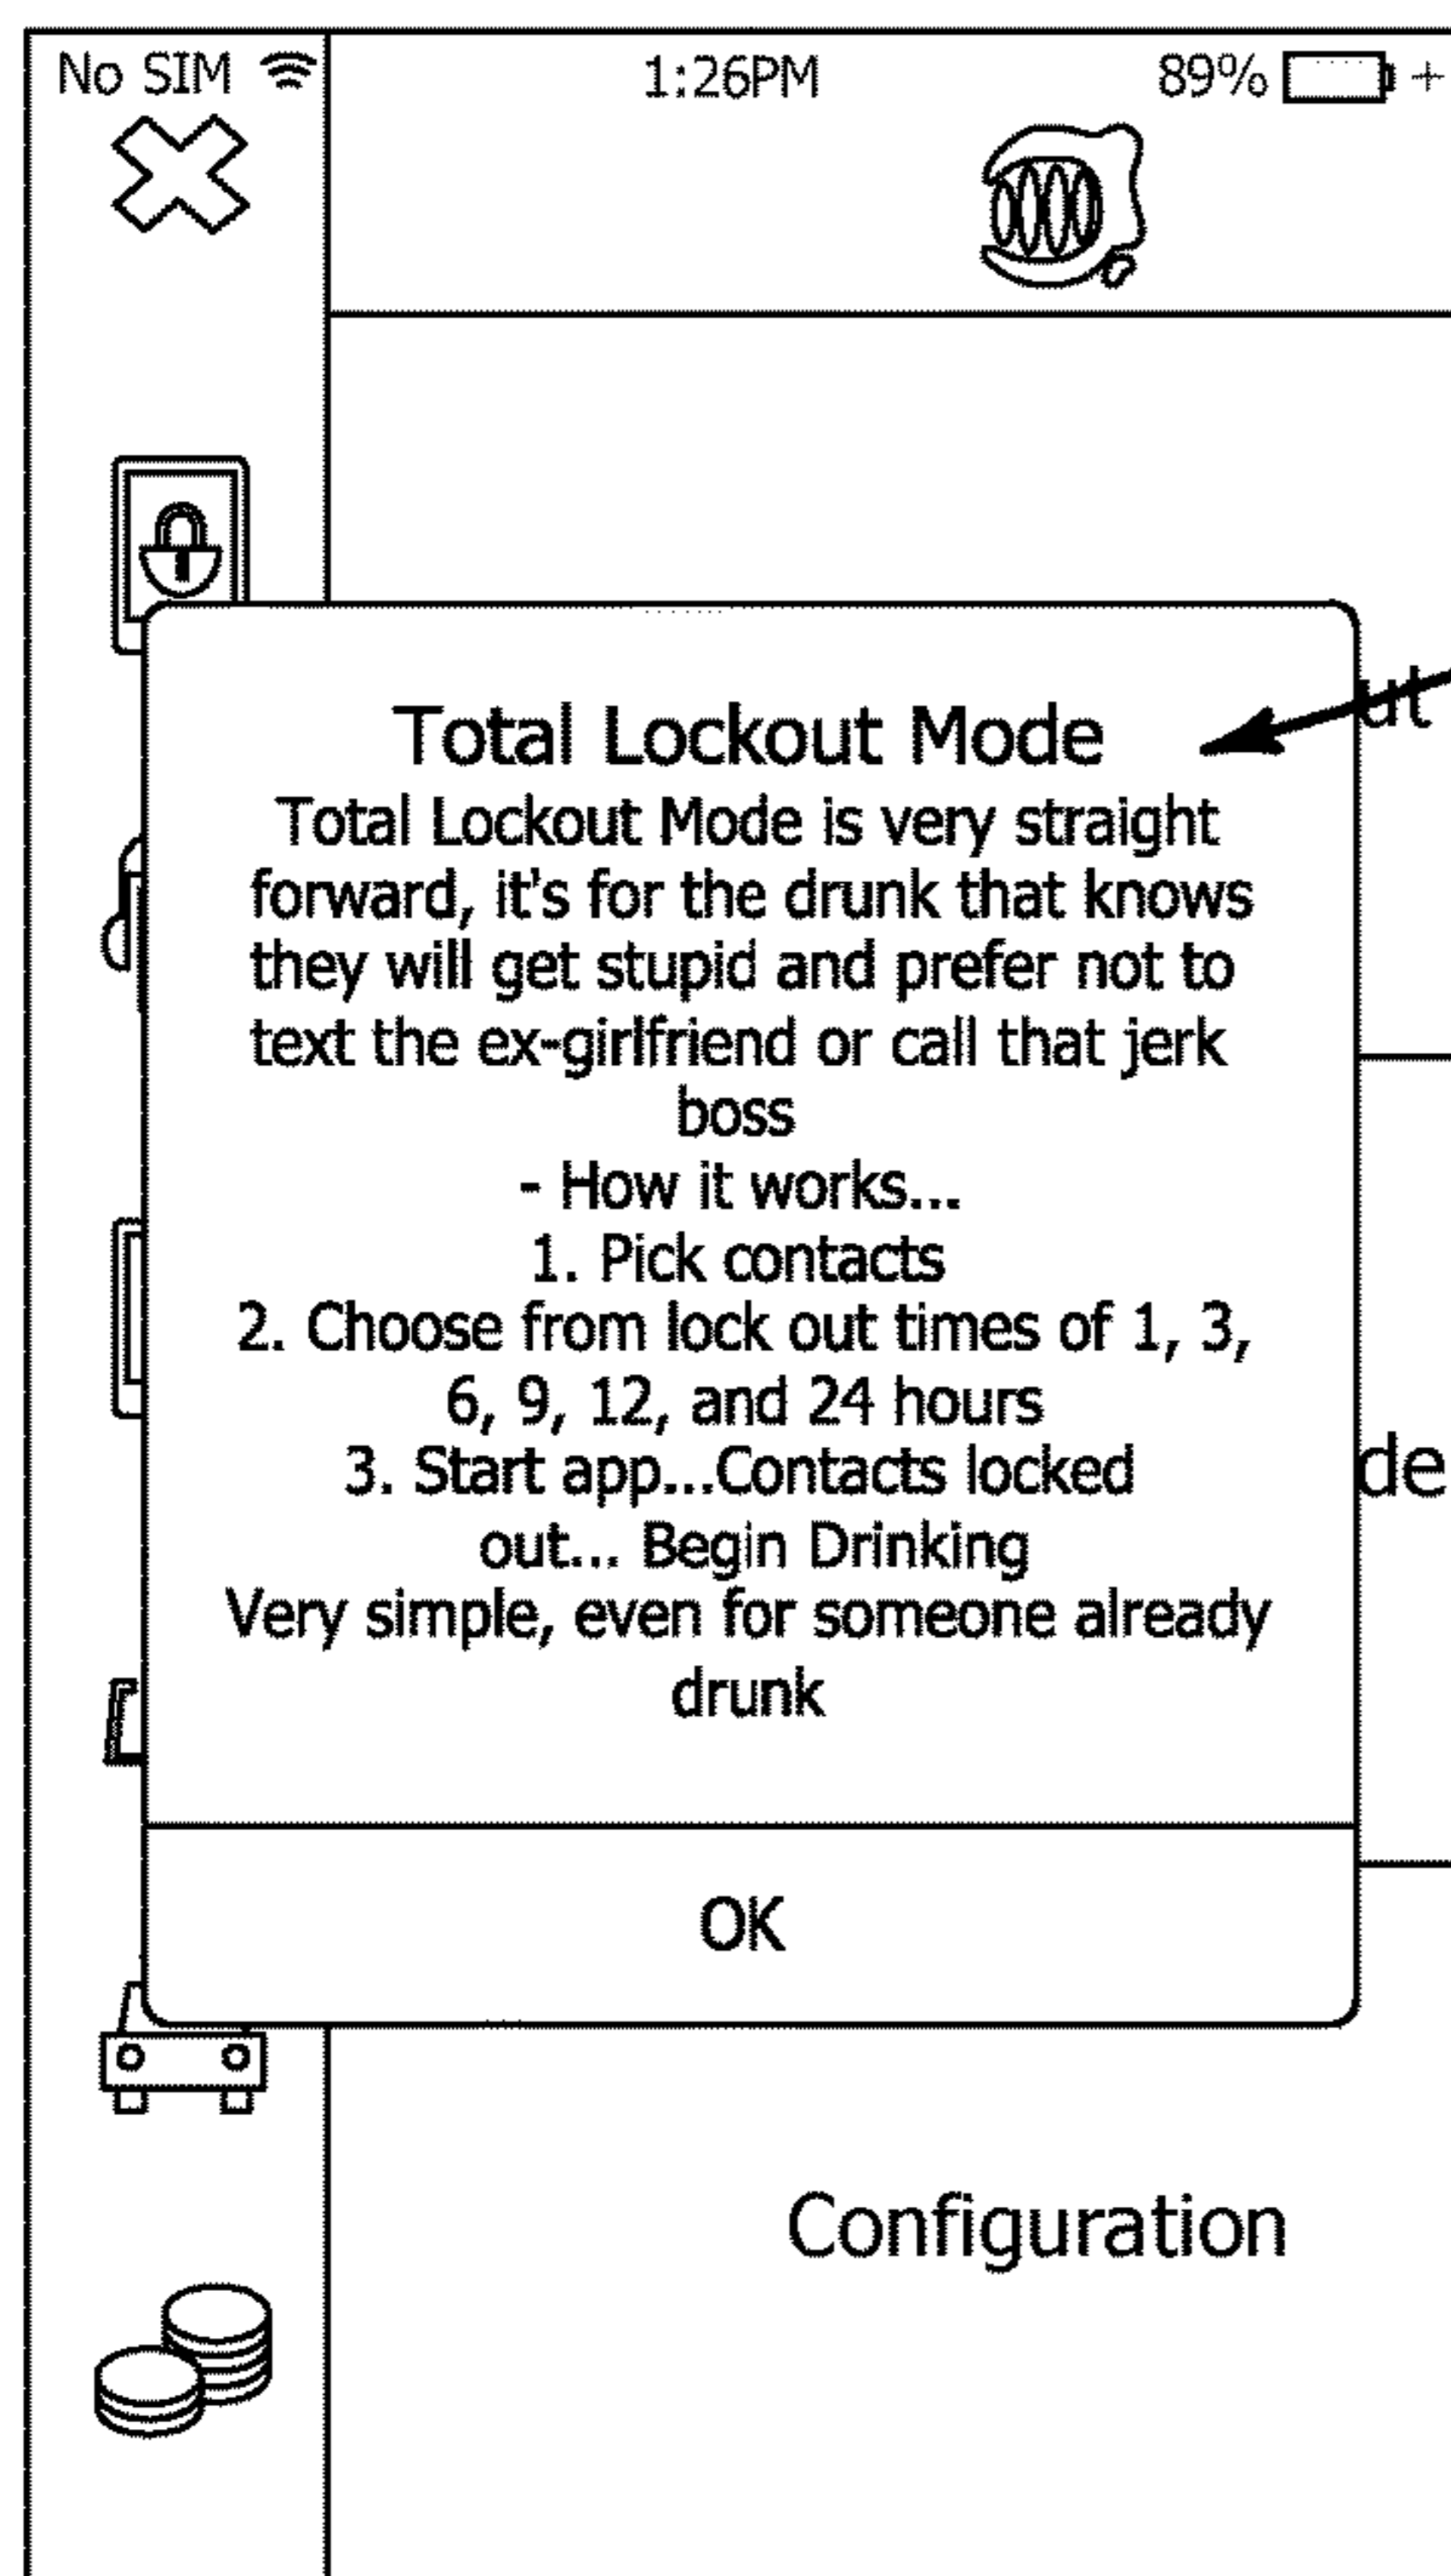 No SIM
1:26PM
89%
ut
Total Lockout Mode
Total Lockout Mode is very straight
forward, it's for the drunk that knows
they will get stupid and prefer not to
text the ex-girlfriend or call that jerk
boss
- How it works...
1. Pick contacts
2. Choose from lock out times of 1, 3,
6, 9, 12, and 24 hours
3. Start app...Contacts locked
out... Begin Drinking
Very simple, even for someone already
drunk
de
OK
Configuration